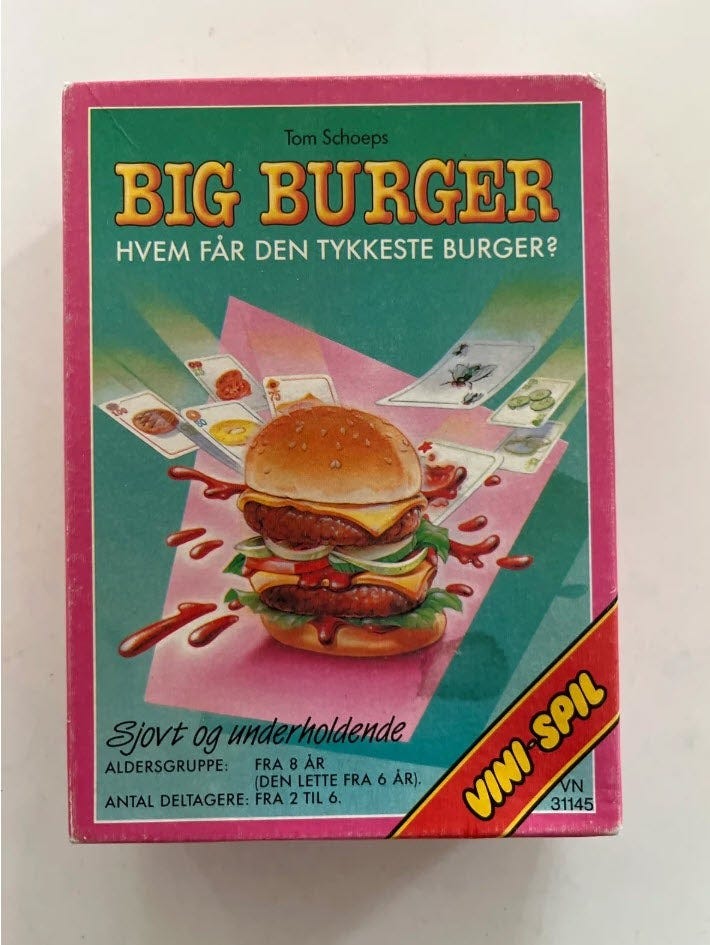 Tom Schoeps
BIG BURGER
HVEM FÅR DEN TYKKESTE BURGER?
75
Sjovt og underholdende
ALDERSGRUPPE: FRA 8 ÅR
(DEN LETTE FRA 6 ÅR).
ANTAL DELTAGERE: FRA 2 TIL 6.
VINI-SPIL
VN
31145